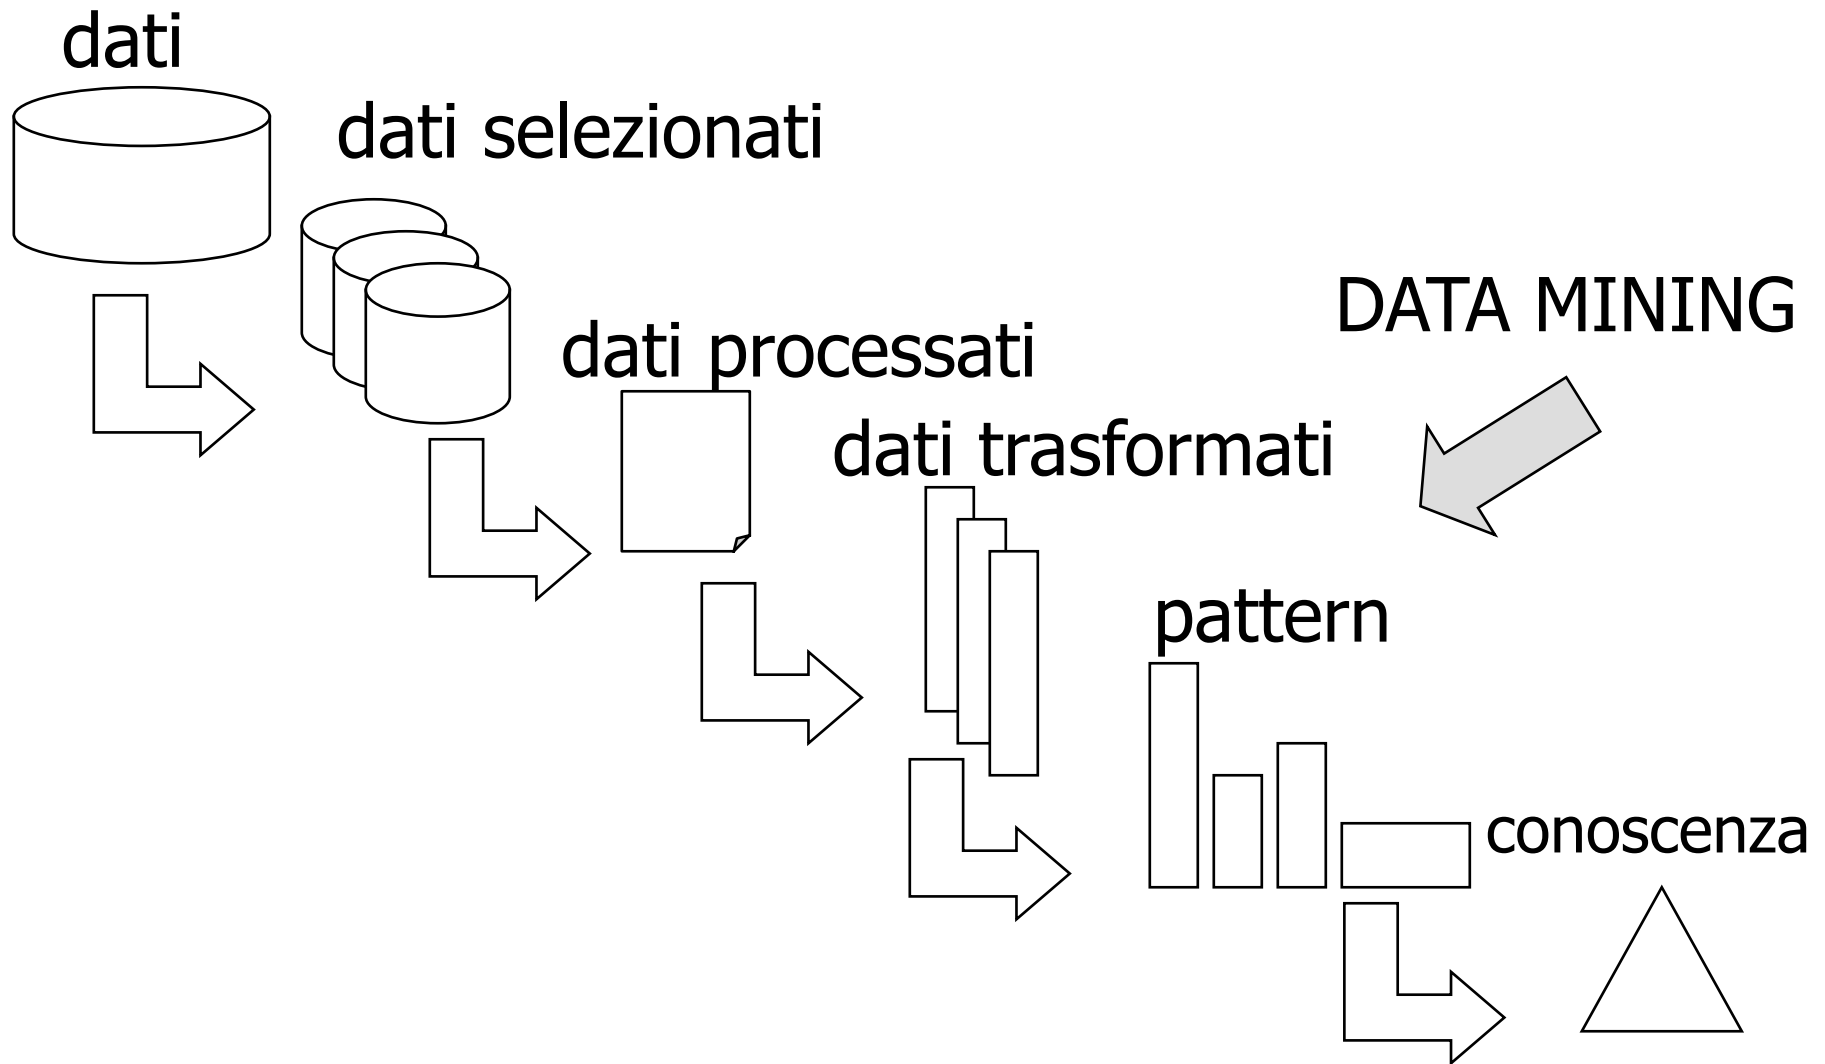 dati
dati selezionati
DATA MINING
dati processati
dati trasformati
pattern
conoscenza